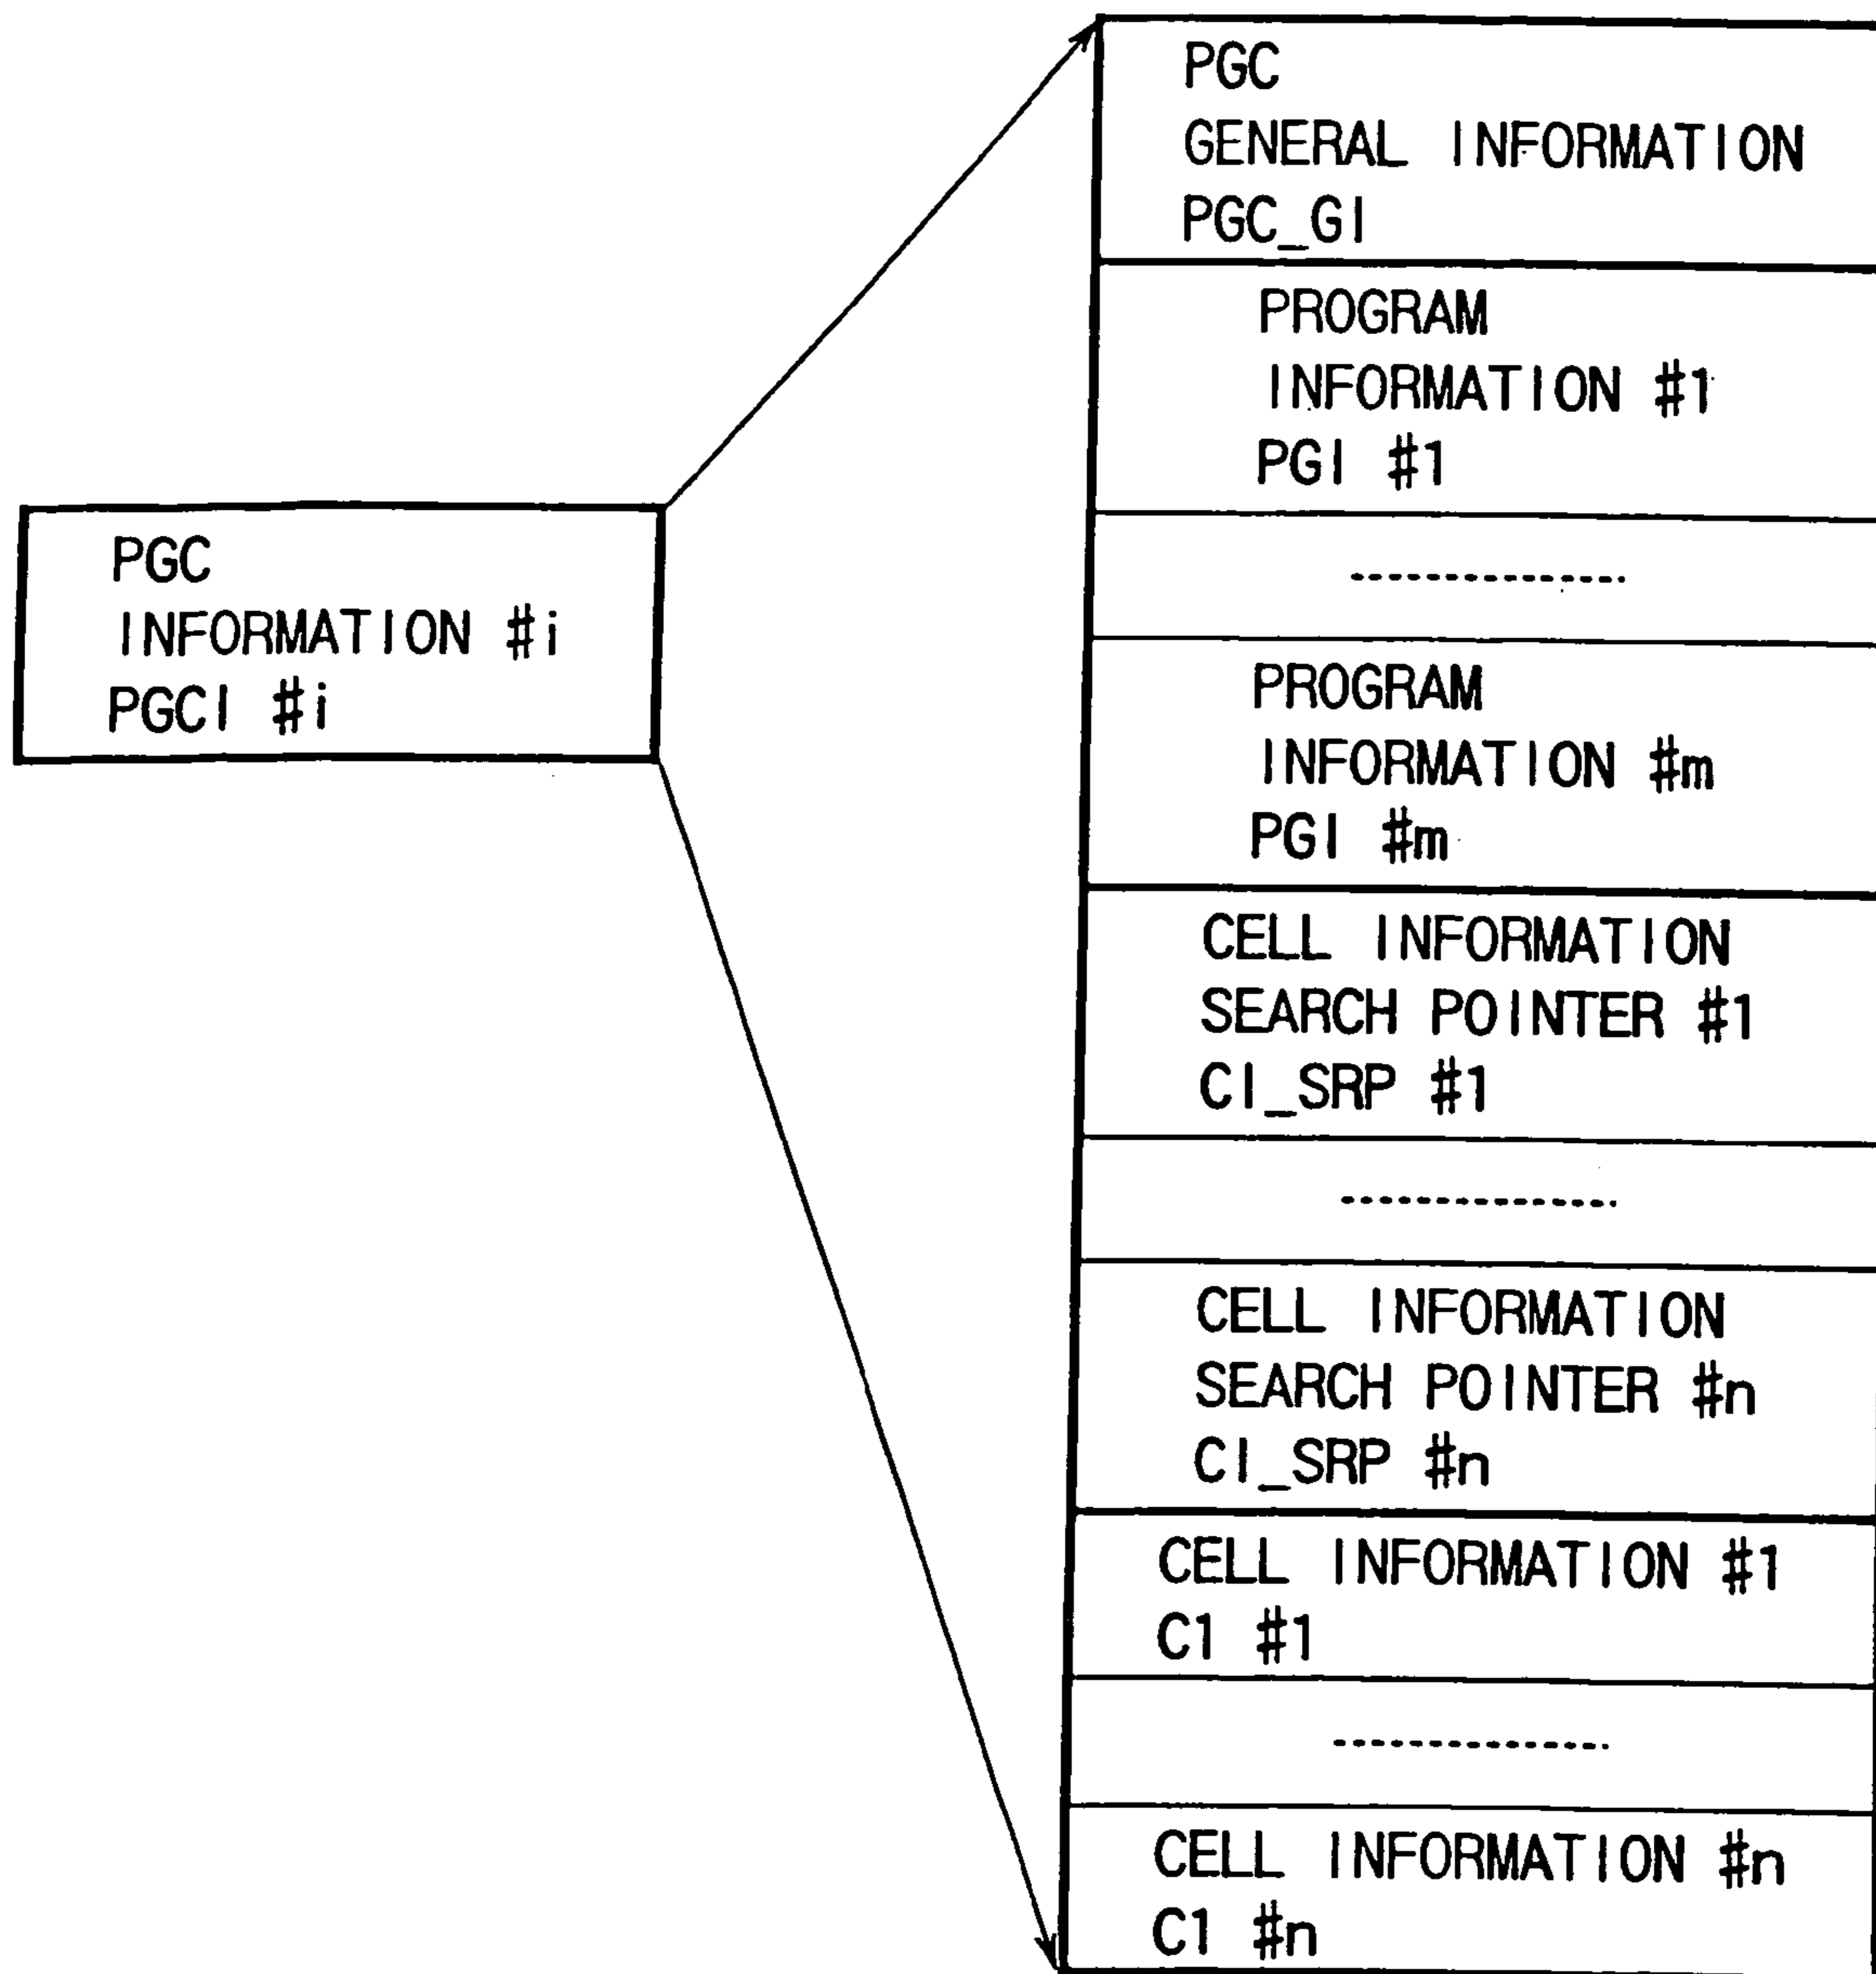 PGC
INFORMATION #i
PGCI #i
PGC
GENERAL INFORMATION
PGC_GI
PROGRAM
INFORMATION #1
PGI #1
PROGRAM
INFORMATION #m
PGI #m
CELL INFORMATION
SEARCH POINTER #1
CI_SRP #1
CELL INFORMATION
SEARCH POINTER #n
CI_SRP #n
CELL INFORMATION #1
C1 #1
CELL INFORMATION #n
C1 #n